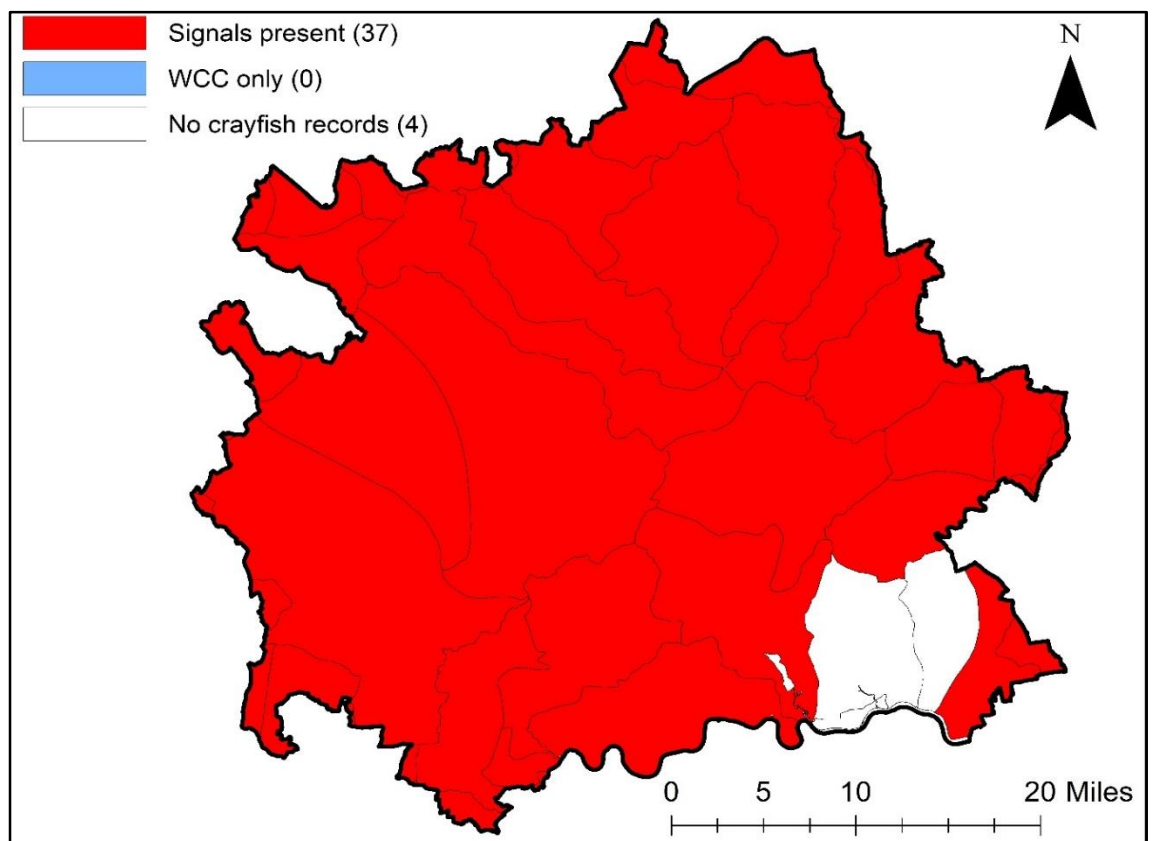 Signals present (37)
WCC only (0)
No crayfish records (4)
N
0 5 10 20 Miles